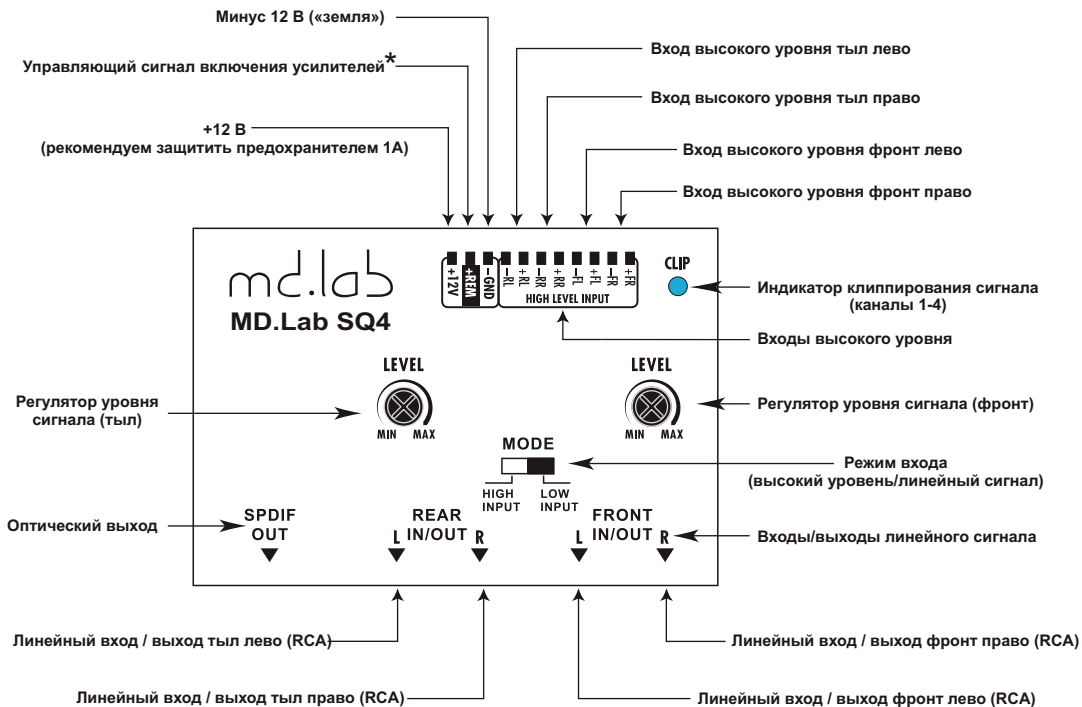 Минус 12 В («земля»)
Управляющий сигнал включения усилителей*
+12 В
(рекомендуем защитить предохранителем 1А)
Вход высокого уровня тыл лево
Вход высокого уровня тыл право
Вход высокого уровня фронт лево
Вход высокого уровня фронт право
md.lab
MD.Lab SQ4
+12V
+REM
-GND
-RL
+RL
-RR
+RR
-FL
+FL
-FR
+FR
HIGH LEVEL INPUT
CLIP
Индикатор клиппирования сигнала
(каналы 1-4)
Входы высокого уровня
LEVEL
MIN MAX
LEVEL
MIN MAX
Регулятор уровня
сигнала (тыл)
Регулятор уровня сигнала (фронт)
MODE
HIGH
INPUT
LOW
INPUT
Режим входа
(высокий уровень/линейный сигнал)
Оптический выход
SPDIF
OUT
REAR
L IN/OUT R
FRONT
L IN/OUT R
Входы/выходы линейного сигнала
Линейный вход / выход тыл лево (RCA)
Линейный вход / выход фронт право (RCA)
Линейный вход / выход тыл право (RCA)
Линейный вход / выход фронт лево (RCA)